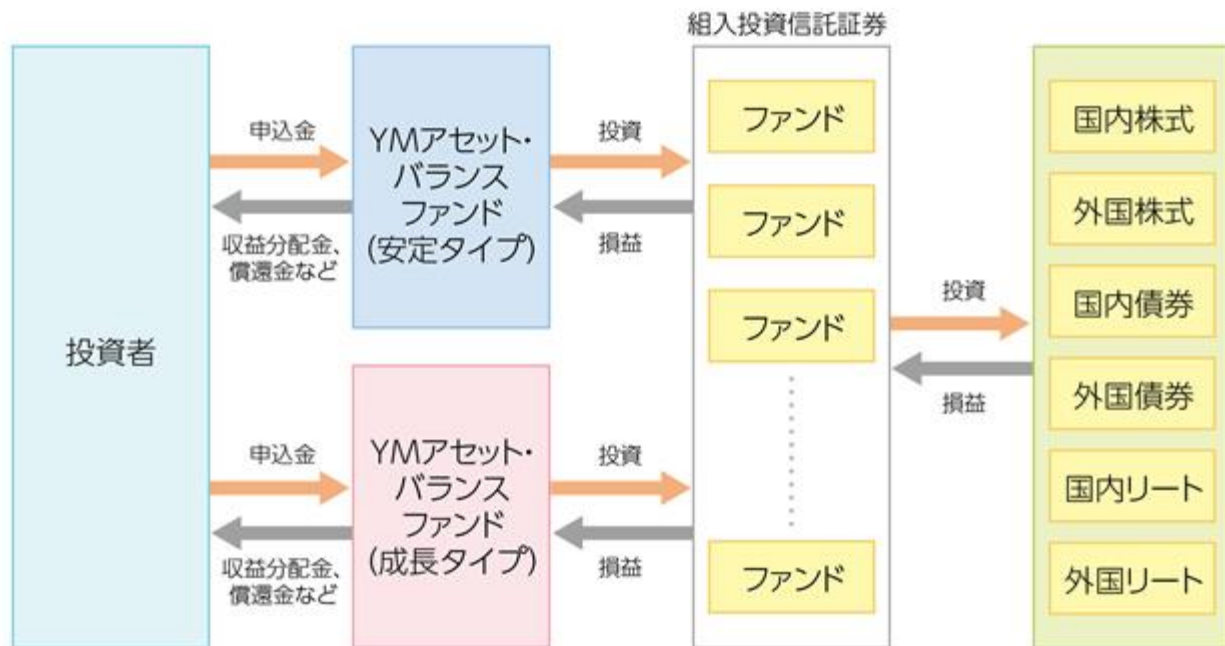 組入投資信託証券
投資者
申込金
収益分配金、
償還金など
YMアセット・
バランス
ファンド
(安定タイプ)
投資
損益
申込金
収益分配金、
償還金など
YMアセット・
バランス
ファンド
(成長タイプ)
投資
損益
ファンド
ファンド
ファンド
ファンド
投資
損益
国内株式
外国株式
国内債券
外国債券
国内リート
外国リート